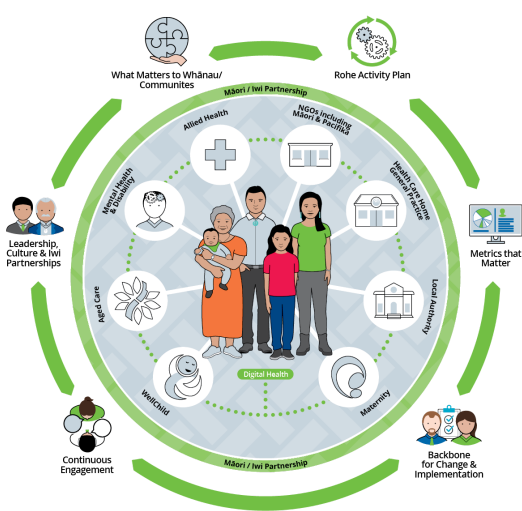 What Matters to Whānau/
Communites
Rohe Activity Plan
Māori / Iwi Partnership
Allied Health
NGOs including
Māori & Pacifika
Mental Health
& Disability
Health Care Home
General Practice
Leadership,
Culture & Iwi
Partnerships
Metrics that
Matter
Aged Care
Local Authority
Digital Health
WellChild
Maternity
Continuous
Engagement
Māori / Iwi Partnership
Backbone
for Change &
Implementation